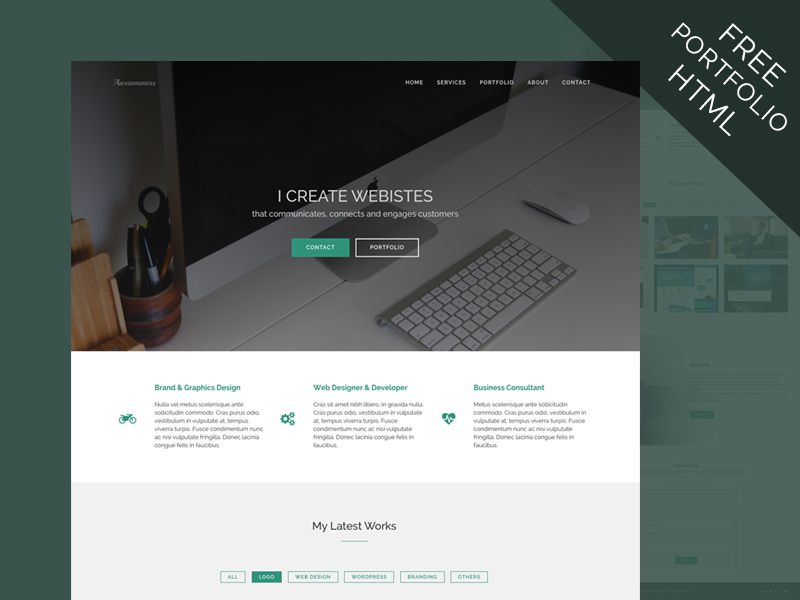 FREE
PORTFOLIO
HTML
Awesomeness
HOME SERVICES PORTFOLIO ABOUT CONTACT
I CREATE WEBISTES
that communicates, connects and engages customers
CONTACT PORTFOLIO
Brand & Graphics Design
Nulla vel metus scelerisque ante
sollicitudin commodo. Cras purus odio,
vestibulum in vulputate at, tempus
viverra turpis. Fusce condimentum nunc
ac nisi vulputate fringilla. Donec lacinia
congue felis in faucibus.
Web Designer & Developer
Cras sit amet nibh libero, in gravida nulla.
Cras purus odio, vestibulum in vulputate
at, tempus viverra turpis. Fusce
condimentum nunc ac nisi vulputate
fringilla. Donec lacinia congue felis in
faucibus.
Business Consultant
Metus scelerisque ante sollicitudin
commodo. Cras purus odio, vestibulum in
vulputate at, tempus viverra turpis. Fusce
condimentum nunc ac nisi vulputate
fringilla. Donec lacinia congue felis in
faucibus.
My Latest Works
ALL LOGO WEB DESIGN WORDPRESS BRANDING OTHERS